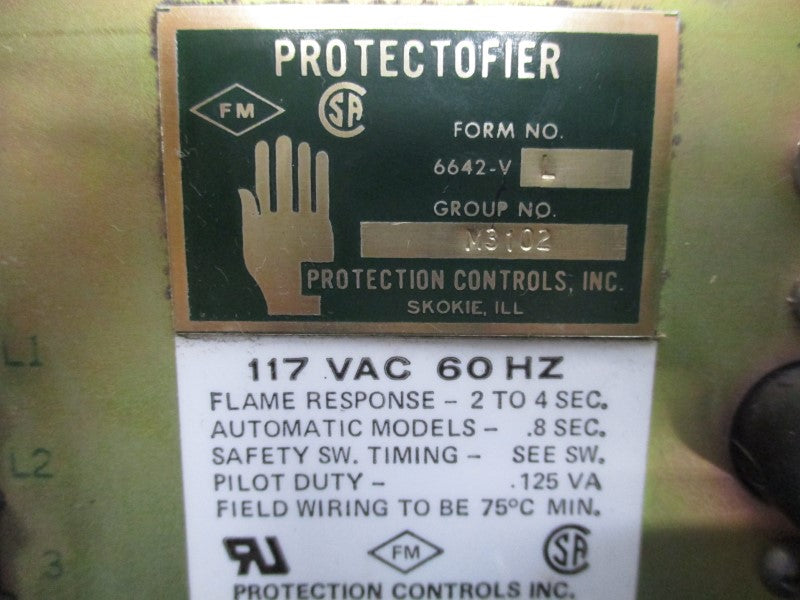 PROTECTOFIER
FM SA
FORM NO.
6642-V L
GROUP NO.
M3102
PROTECTION CONTROLS, INC.
SKOKIE, ILL
117 VAC 60 HZ
FLAME RESPONSE - 2 TO 4 SEC.
AUTOMATIC MODELS - .8 SEC.
SAFETY SW. TIMING - SEE SW.
PILOT DUTY - .125 VA
FIELD WIRING TO BE 75°C MIN.
RU FM SA
PROTECTION CONTROLS INC.
L1
L2
3